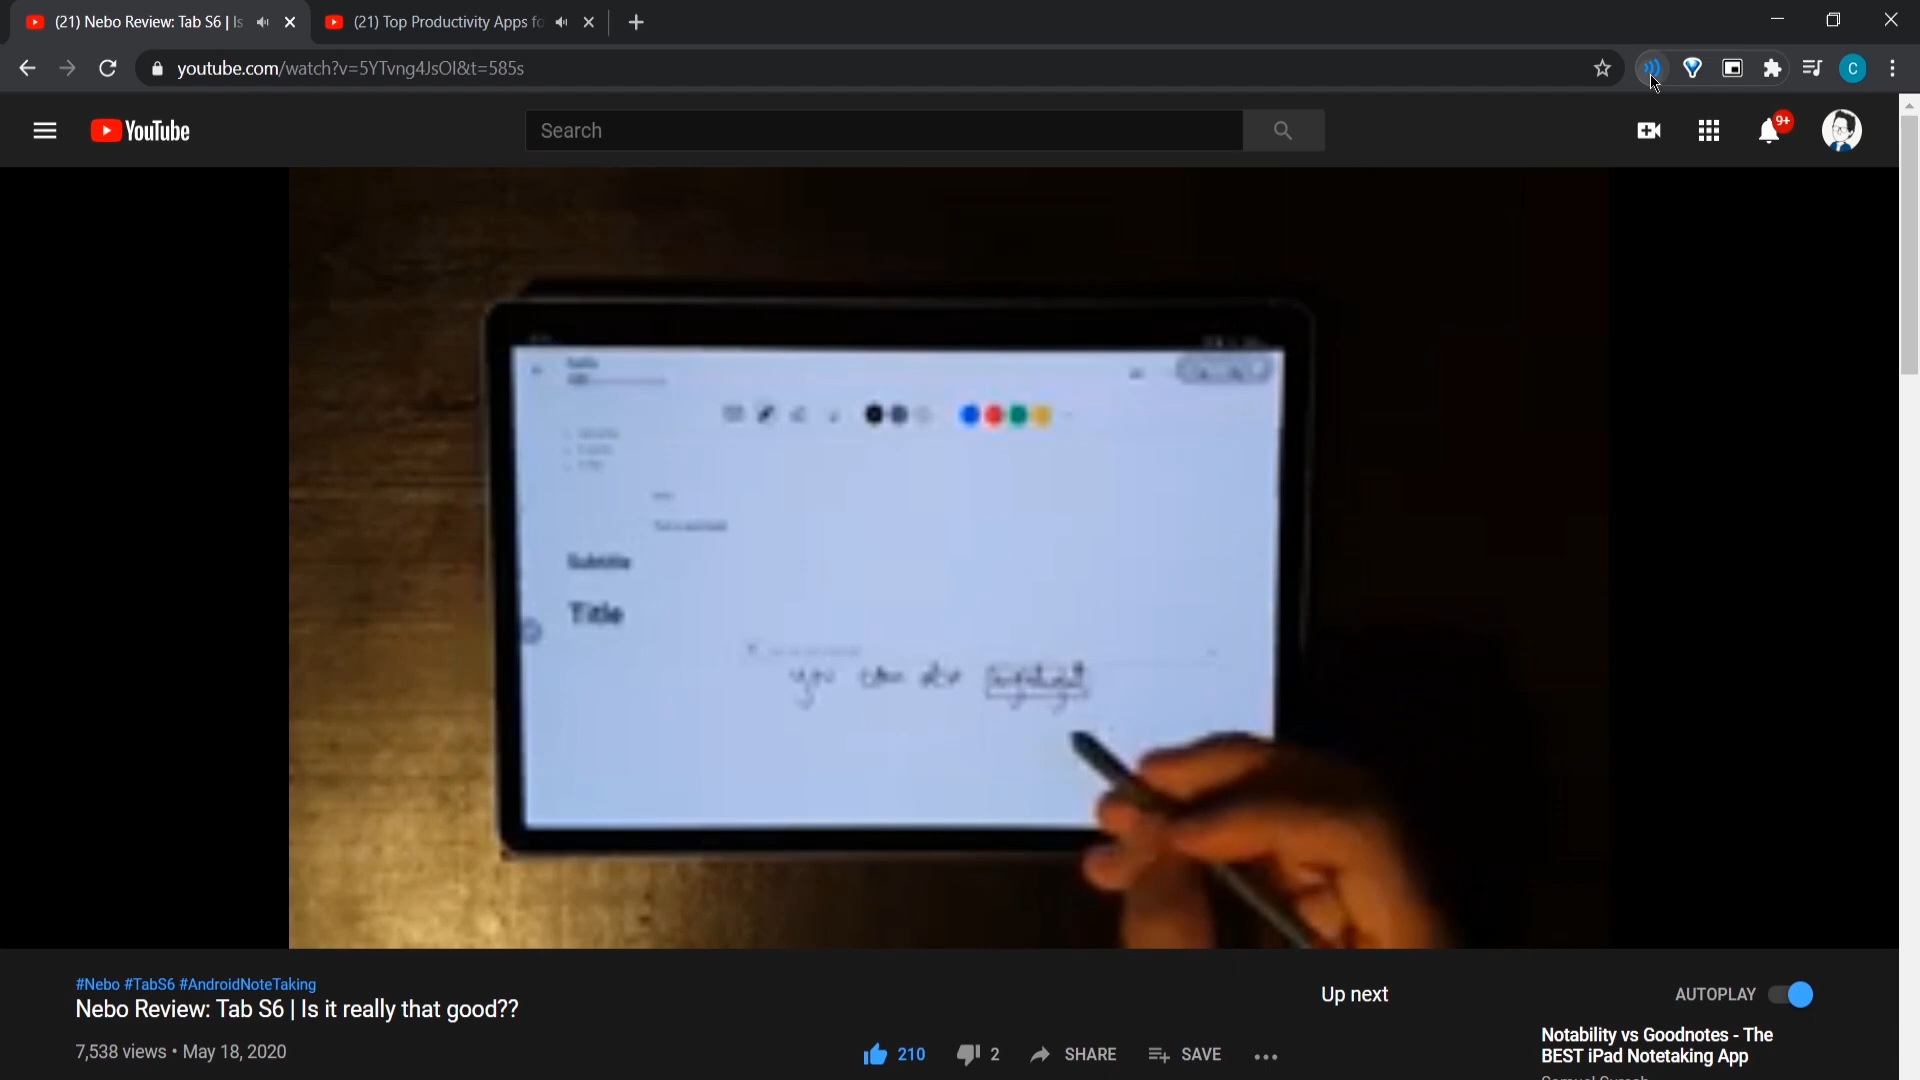 (21) Nebo Review: Tab S6 | Is
(21) Top Productivity Apps fo
youtube.com/watch?v=5YTvng4JsOI&t=585s
C
YouTube
Search
9+
Subtitle
Title
you can
#Nebo #TabS6 #AndroidNoteTaking
Nebo Review: Tab S6 | Is it really that good??
7,538 views • May 18, 2020
210
2
SHARE
SAVE
Up next
AUTOPLAY
Notability vs Goodnotes - The
BEST iPad Notetaking App